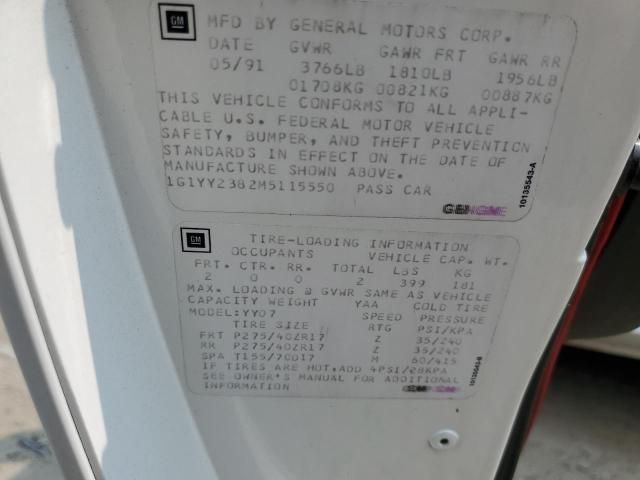 GM
MFD BY GENERAL MOTORS CORP.
DATE GVWR GAWR FRT GAWR RR
05/91 3766LB 1810LB 1956LB
01708KG 00821KG 00887KG
THIS VEHICLE CONFORMS TO ALL APPLI-
CABLE U.S. FEDERAL MOTOR VEHICLE
SAFETY, BUMPER, AND THEFT PREVENTION
STANDARDS IN EFFECT ON THE DATE OF
MANUFACTURE SHOWN ABOVE.
1G1YY2382M5115550 PASS CAR
10135543-A
GM
TIRE-LOADING INFORMATION
OCCUPANTS VEHICLE CAP. WT.
FRT. CTR. RR. TOTAL LBS KG
2 0 0 2 399 181
MAX. LOADING @ GVWR SAME AS VEHICLE
CAPACITY WEIGHT YAA COLD TIRE
MODEL:YY07 SPEED PRESSURE
TIRE SIZE RTG PSI/KPA
FRT P275/40ZR17 Z 35/240
RR P275/40ZR17 Z 35/240
SPA T155/70D17 M 60/415
IF TIRES ARE HOT,ADD 4PSI/28KPA
SEE OWNER'S MANUAL FOR ADDITIONAL
INFORMATION